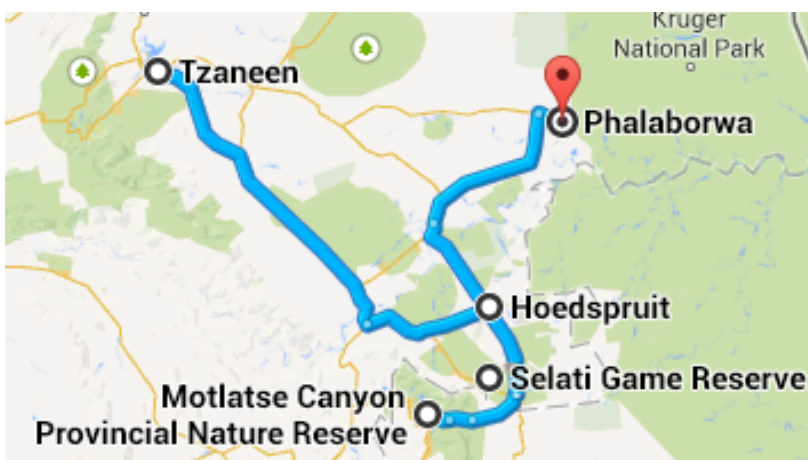 Kruger
National Park
Tzaneen
Phalaborwa
Hoedspruit
Selati Game Reserve
Motlatse Canyon
Provincial Nature Reserve